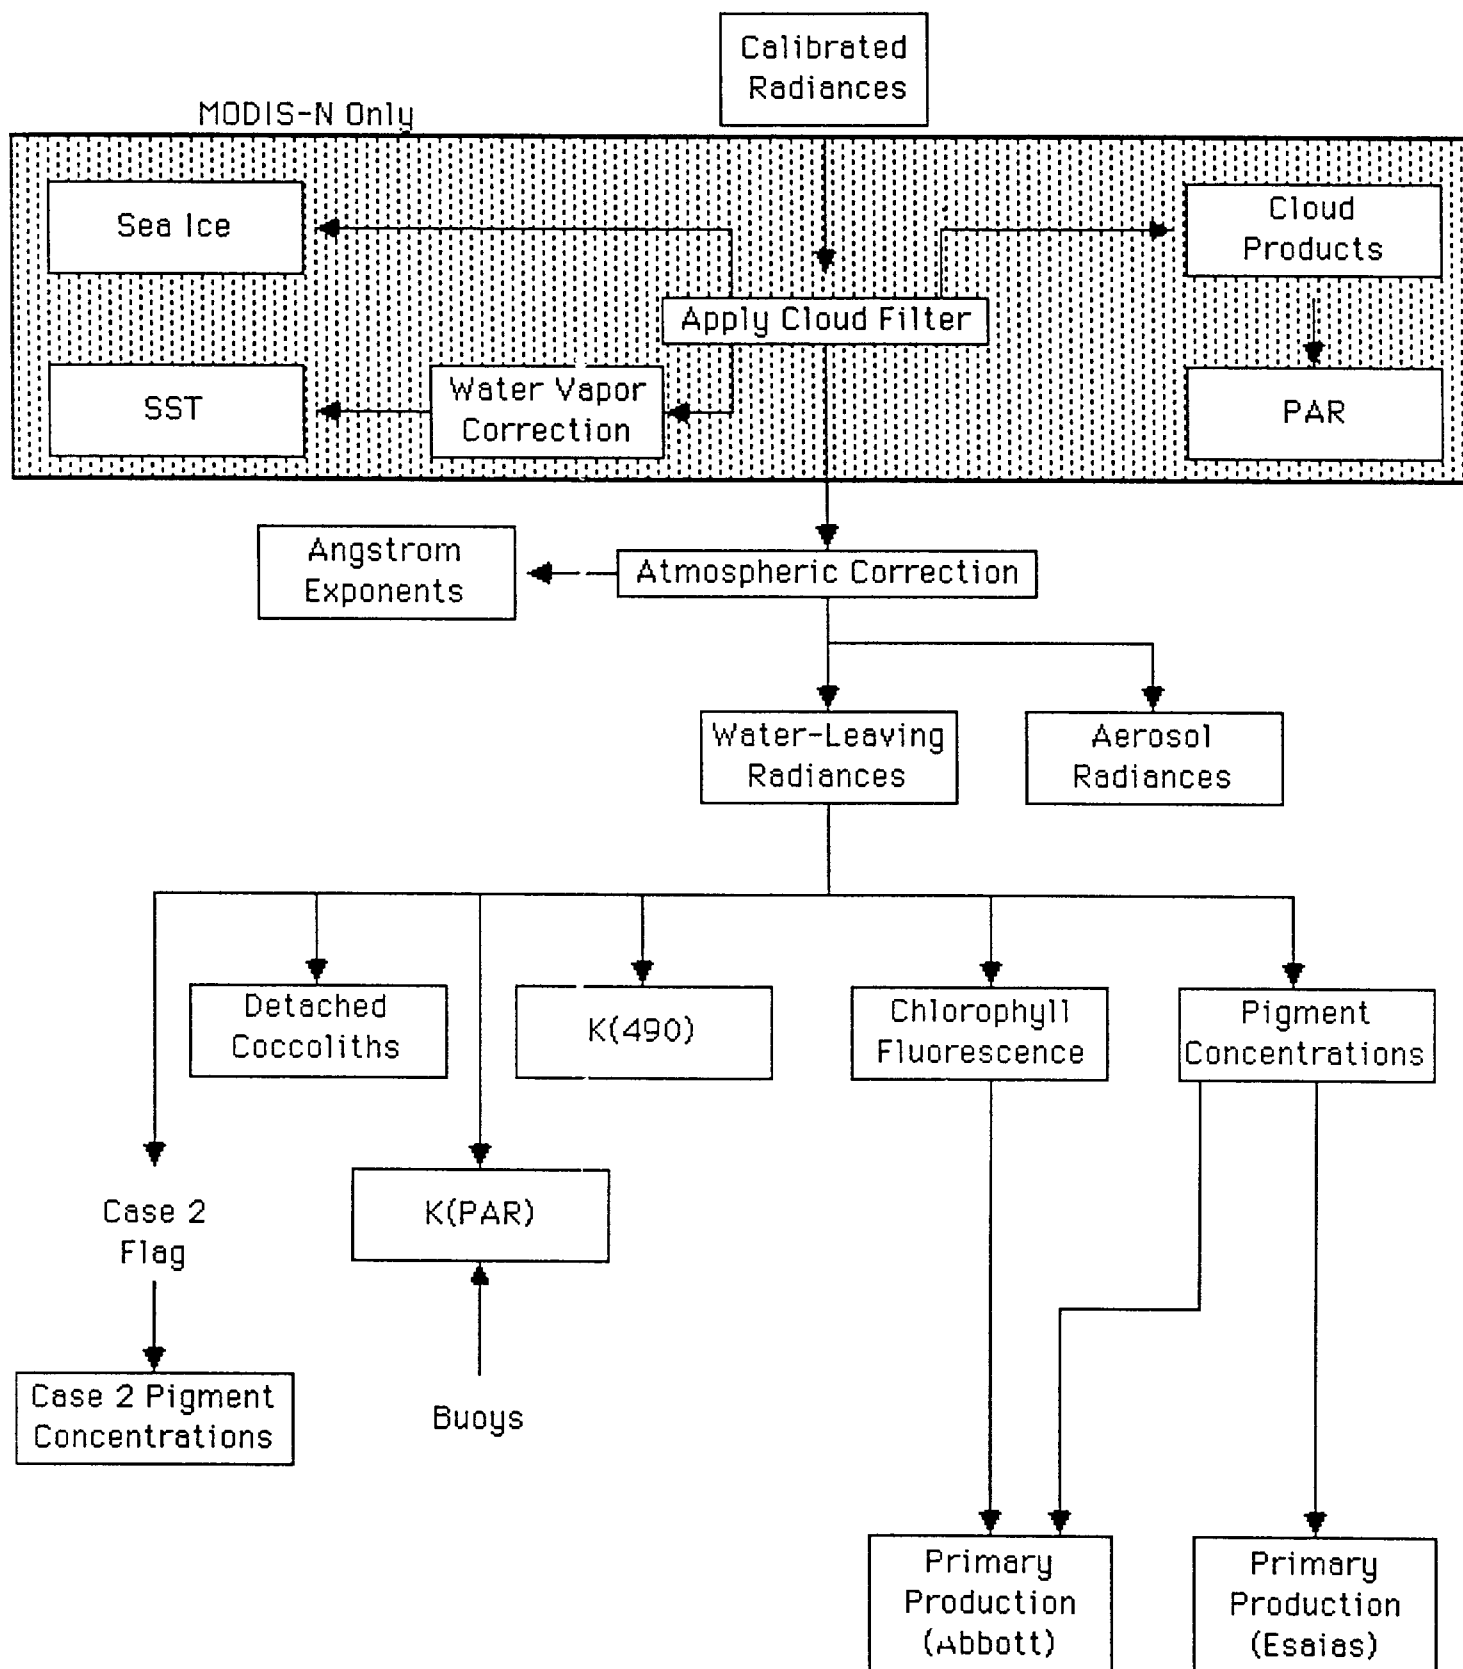 Calibrated
Radiances
MODIS-N Only
Sea Ice
Cloud
Products
Apply Cloud Filter
SST
Water Vapor
Correction
PAR
Angstrom
Exponents
Atmospheric Correction
Water-Leaving
Radiances
Aerosol
Radiances
Detached
Coccoliths
K(490)
Chlorophyll
Fluorescence
Pigment
Concentrations
Case 2
Flag
K(PAR)
Case 2 Pigment
Concentrations
Buoys
Primary
Production
(Abbott)
Primary
Production
(Esaias)